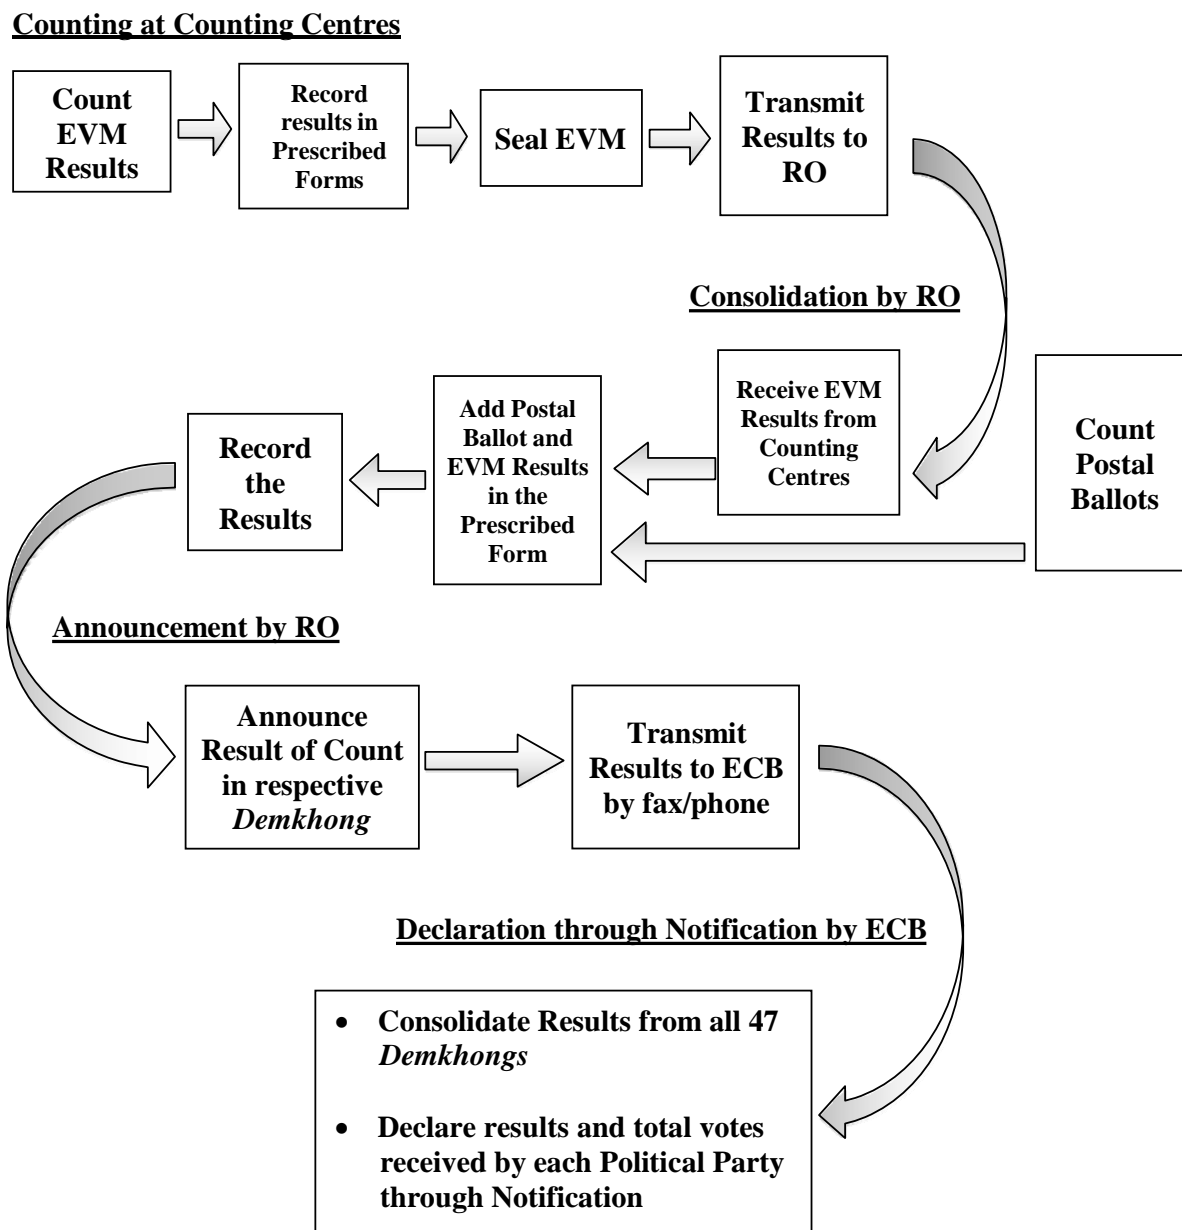 Counting at Counting Centres
Count
EVM
Results
Record
results in
Prescribed
Forms
Seal EVM
Transmit
Results to
RO
Consolidation by RO
Receive EVM
Results from
Counting
Centres
Count
Postal
Ballots
Add Postal
Ballot and
EVM Results
in the
Prescribed
Form
Record
the
Results
Announcement by RO
Announce
Result of Count
in respective
Demkhong
Transmit
Results to ECB
by fax/phone
Declaration through Notification by ECB
• Consolidate Results from all 47
Demkhongs
• Declare results and total votes
received by each Political Party
through Notification